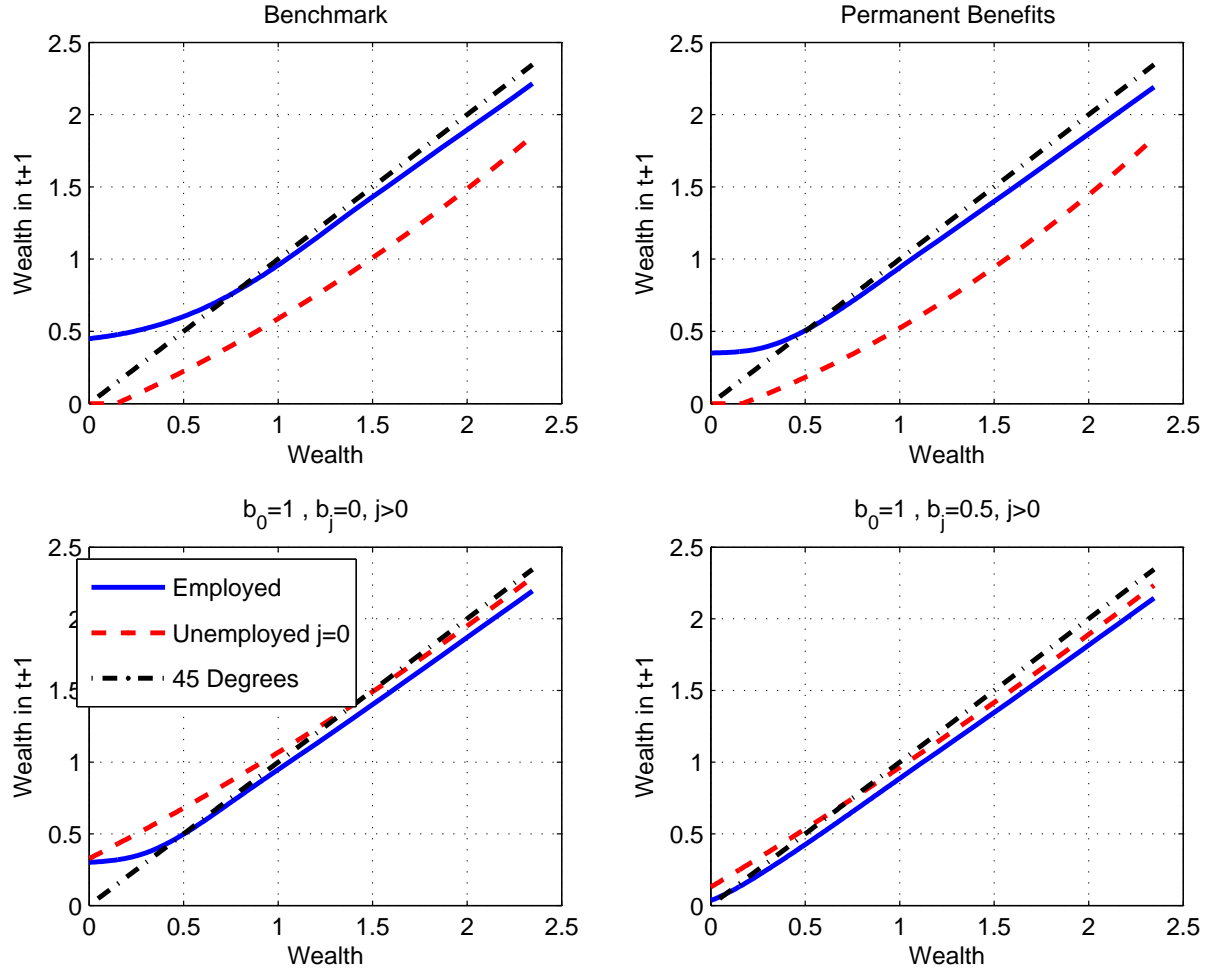 Benchmark
2.5
2
1.5
1
0.5
0
Wealth in t+1
0 0.5 1 1.5 2 2.5
Wealth
Permanent Benefits
2.5
2
1.5
1
0.5
0
Wealth in t+1
0 0.5 1 1.5 2 2.5
Wealth
b_0=1 , b_j=0, j>0
2.5
2
1.5
1
0.5
0
Wealth in t+1
Employed
Unemployed j=0
45 Degrees
0 0.5 1 1.5 2 2.5
Wealth
b_0=1 , b_j=0.5, j>0
2.5
2
1.5
1
0.5
0
Wealth in t+1
0 0.5 1 1.5 2 2.5
Wealth